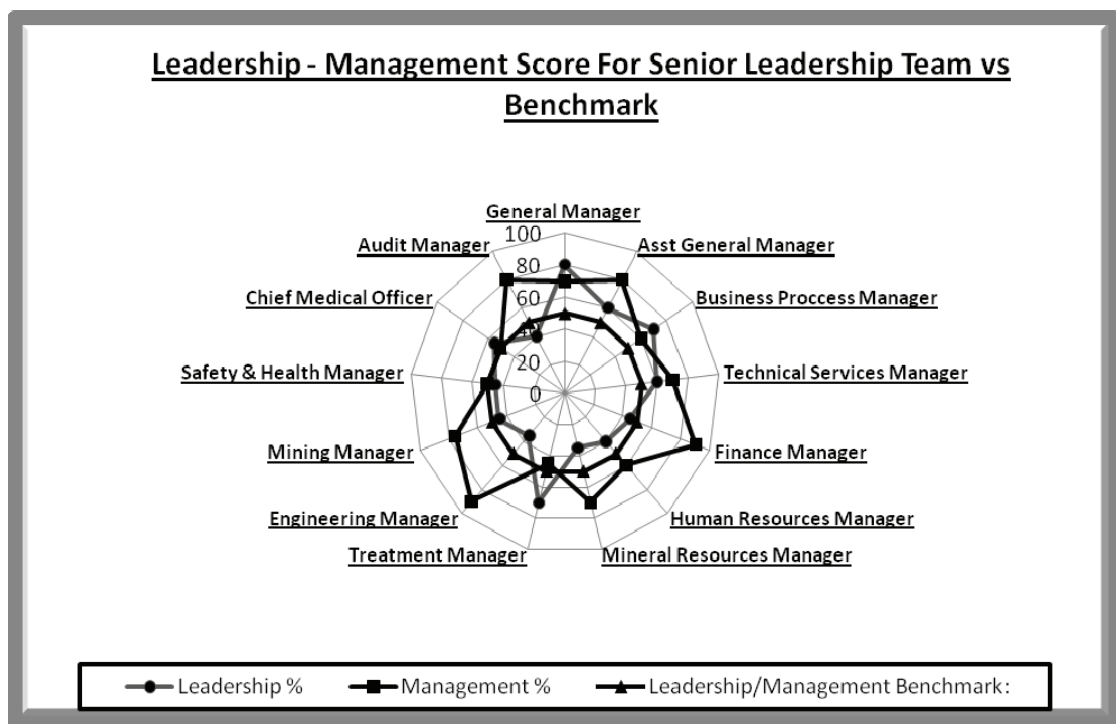 Leadership - Management Score For Senior Leadership Team vs
Benchmark
General Manager
100
Audit Manager
Asst General Manager
80
Chief Medical Officer
Business Proccess Manager
60
40
Safety & Health Manager
Technical Services Manager
20
0
Mining Manager
Finance Manager
Engineering Manager
Human Resources Manager
Treatment Manager
Mineral Resources Manager
Leadership %
Management %
Leadership/Management Benchmark: